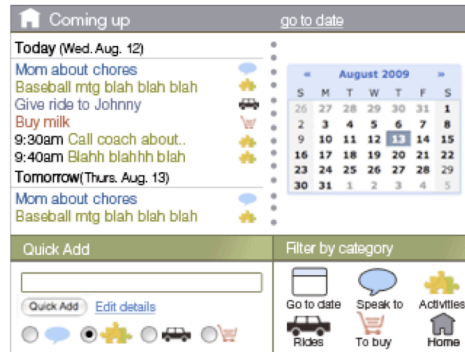 Coming up
go to date
Today (Wed. Aug. 12)
Mom about chores
Baseball mtg blah blah blah
Give ride to Johnny
Buy milk
9:30am Call coach about..
9:40am Blahh blahhh blah
Tomorrow(Thurs. Aug. 13)
Mom about chores
Baseball mtg blah blah blah
« August 2009 »
S M T W T F S
26 27 28 29 30 31 1
2 3 4 5 6 7 8
9 10 11 12 13 14 15
16 17 18 19 20 21 22
23 24 25 26 27 28 29
30 31 1 2 3 4 5
Quick Add
Quick Add Edit details
Filter by category
Go to date Speak to Activities
Rides To buy Home